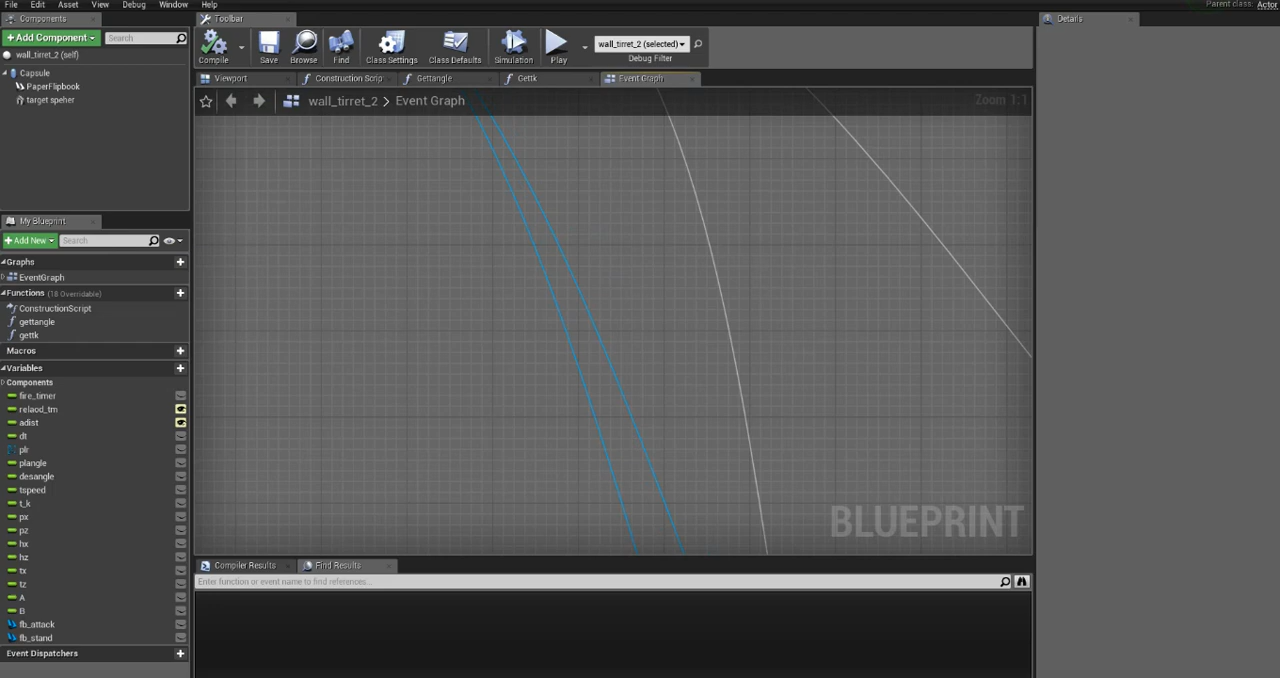 File Edit Asset View Debug Window Help
Parent class: Actor
Components
Toolbar
Details
Add Component
Search
wall_tirret_2 (self)
Capsule
PaperFlipbook
target speher
Compile
Save
Browse
Find
Class Settings
Class Defaults
Simulation
Play
wall_tirret_2 (selected)
Debug Filter
Viewport
Construction Scrip
Gettangle
Gettk
Event Graph
wall_tirret_2 > Event Graph
Zoom 1:1
My Blueprint
Add New
Search
Graphs
EventGraph
Functions (18 Overridable)
ConstructionScript
gettangle
gettk
Macros
Variables
Components
fire_timer
relaod_tm
adist
dt
plr
plangle
desangle
tspeed
t_k
px
pz
hx
hz
tx
tz
A
B
fb_attack
fb_stand
Event Dispatchers
BLUEPRINT
Compiler Results
Find Results
Enter function or event name to find references...